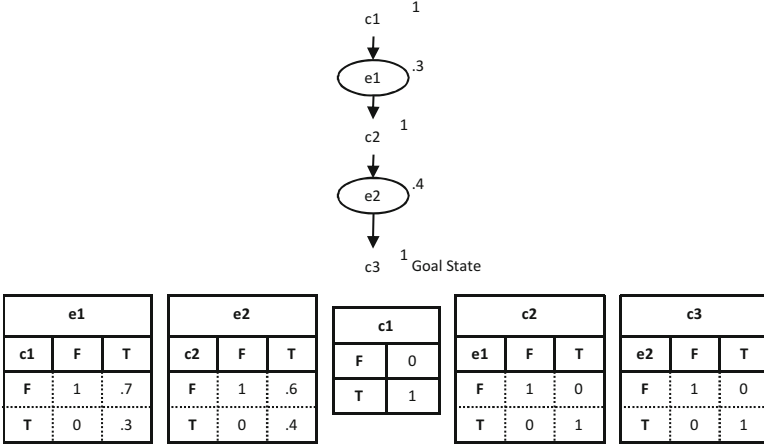 1
c1
.3
e1
1
c2
.4
e2
1
c3 Goal State
e1 e2 c1 c2 c3
c1 F T c2 F T F 0 e1 F T e2 F T
F 1 .7 F 1 .6 T 1 F 1 0 F 1 0
T 0 .3 T 0 .4 T 0 1 T 0 1